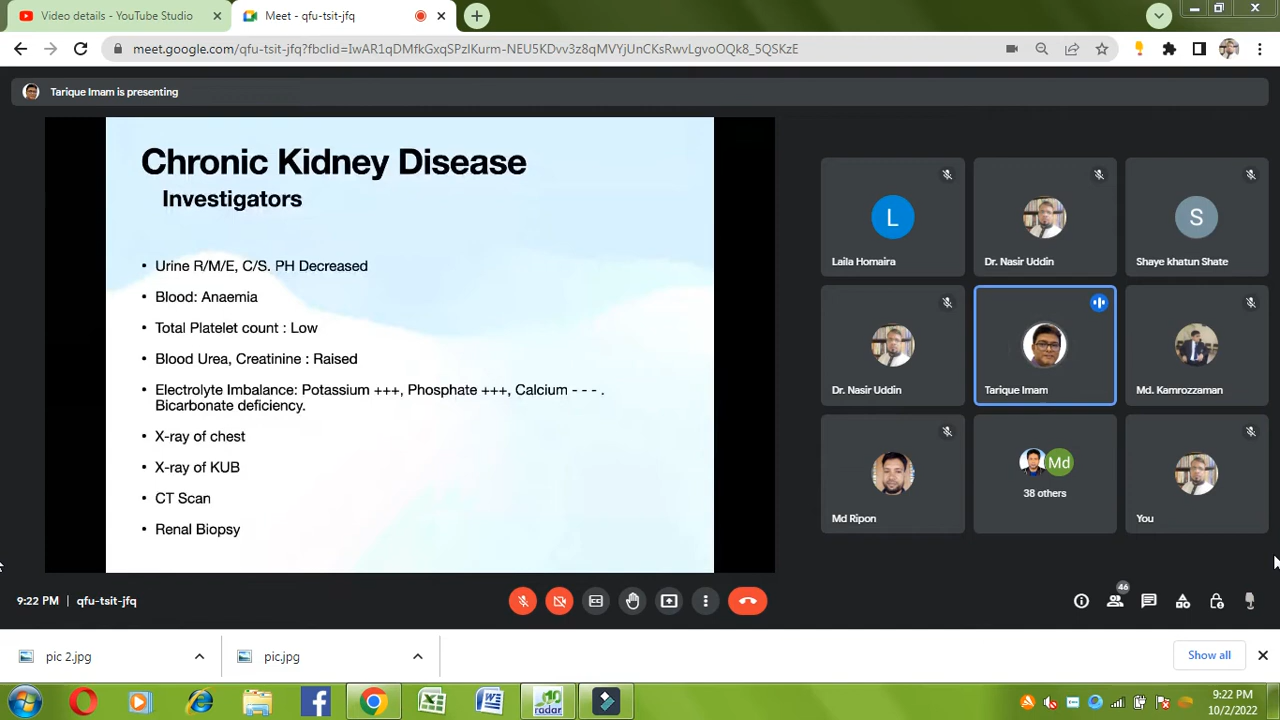 Video details - YouTube Studio
Meet - qfu-tsit-jfq
meet.google.com/qfu-tsit-jfq?fbclid=IwAR1qDMfkGxqSPzlKurm-NEU5KDvv3z8qMVYjUnCKsRwvLgvoOQk8_5QSKzE
Tarique Imam is presenting
Chronic Kidney Disease
Investigators
• Urine R/M/E, C/S. PH Decreased
• Blood: Anaemia
• Total Platelet count : Low
• Blood Urea, Creatinine : Raised
• Electrolyte Imbalance: Potassium +++, Phosphate +++, Calcium - - - .
Bicarbonate deficiency.
• X-ray of chest
• X-ray of KUB
• CT Scan
• Renal Biopsy
L
S
Laila Homaira
Dr. Nasir Uddin
Shaye khatun Shate
Dr. Nasir Uddin
Tarique Imam
Md. Kamrozzaman
Md
38 others
Md Ripon
You
9:22 PM | qfu-tsit-jfq
46
pic 2.jpg
pic.jpg
Show all
10
radar
9:22 PM
10/2/2022